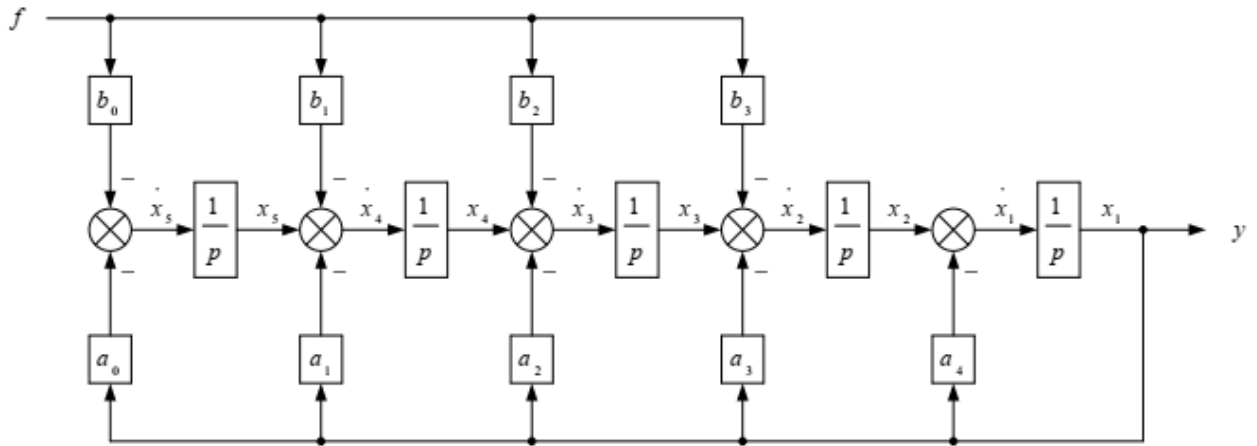 f
b₀ b₁ b₂ b₃
− − − −
ẋ₅ 1/p x₅ ẋ₄ 1/p x₄ ẋ₃ 1/p x₃ ẋ₂ 1/p x₂ ẋ₁ 1/p x₁ y
− − − − −
a₀ a₁ a₂ a₃ a₄